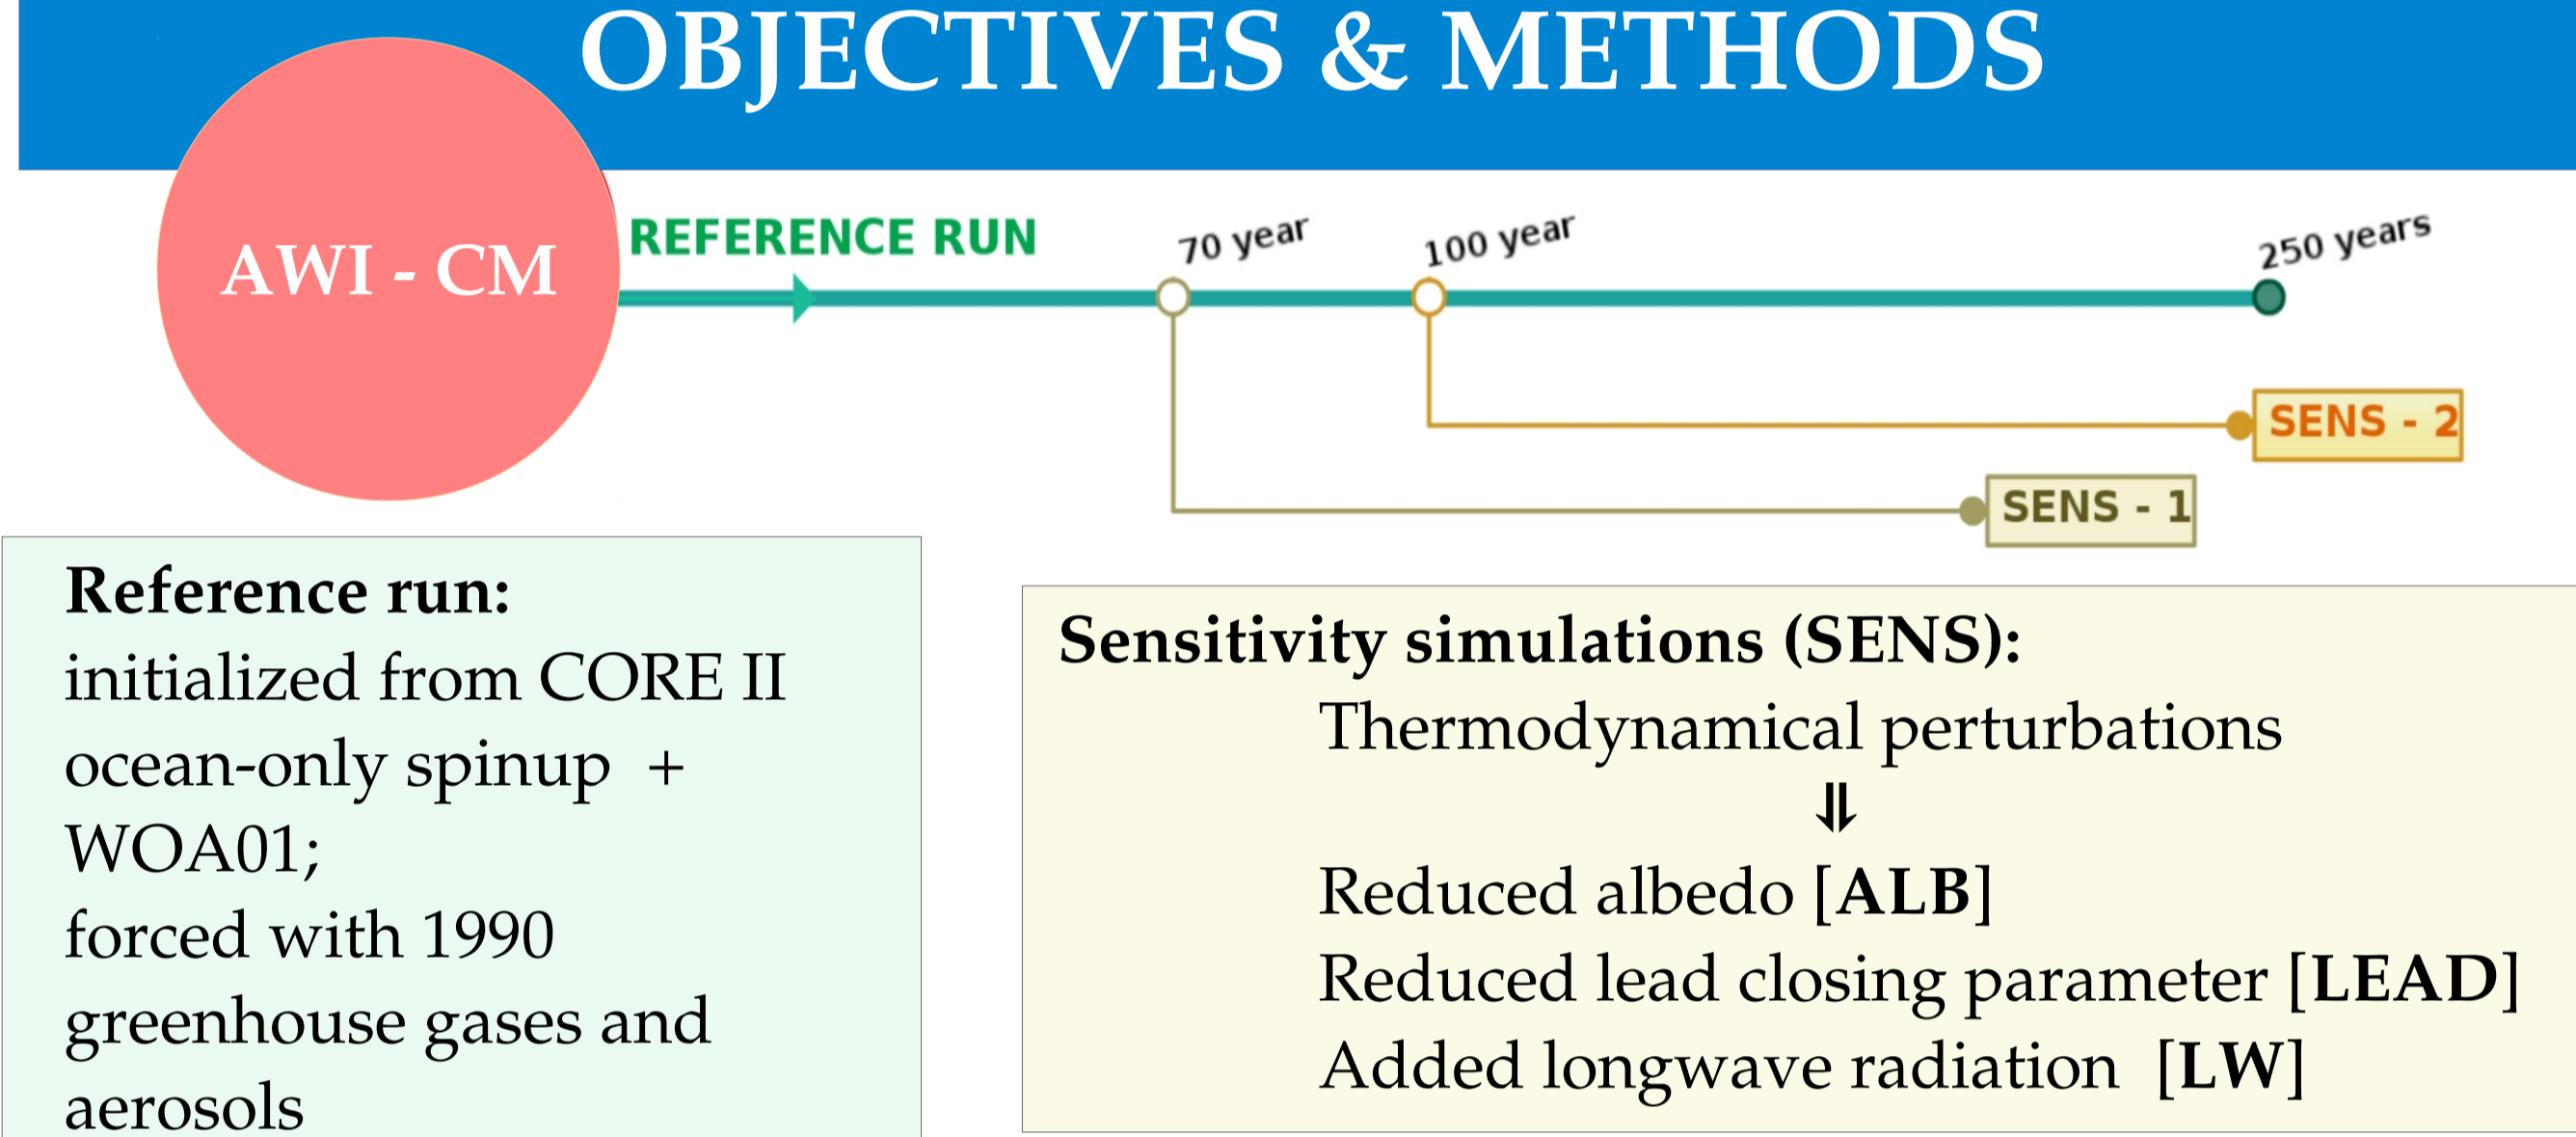 OBJECTIVES & METHODS
AWI - CM
REFERENCE RUN
70 year
100 year
250 years
SENS - 2
SENS - 1
Reference run:
initialized from CORE II
ocean-only spinup +
WOA01;
forced with 1990
greenhouse gases and
aerosols
Sensitivity simulations (SENS):
Thermodynamical perturbations
⇓
Reduced albedo [ALB]
Reduced lead closing parameter [LEAD]
Added longwave radiation [LW]